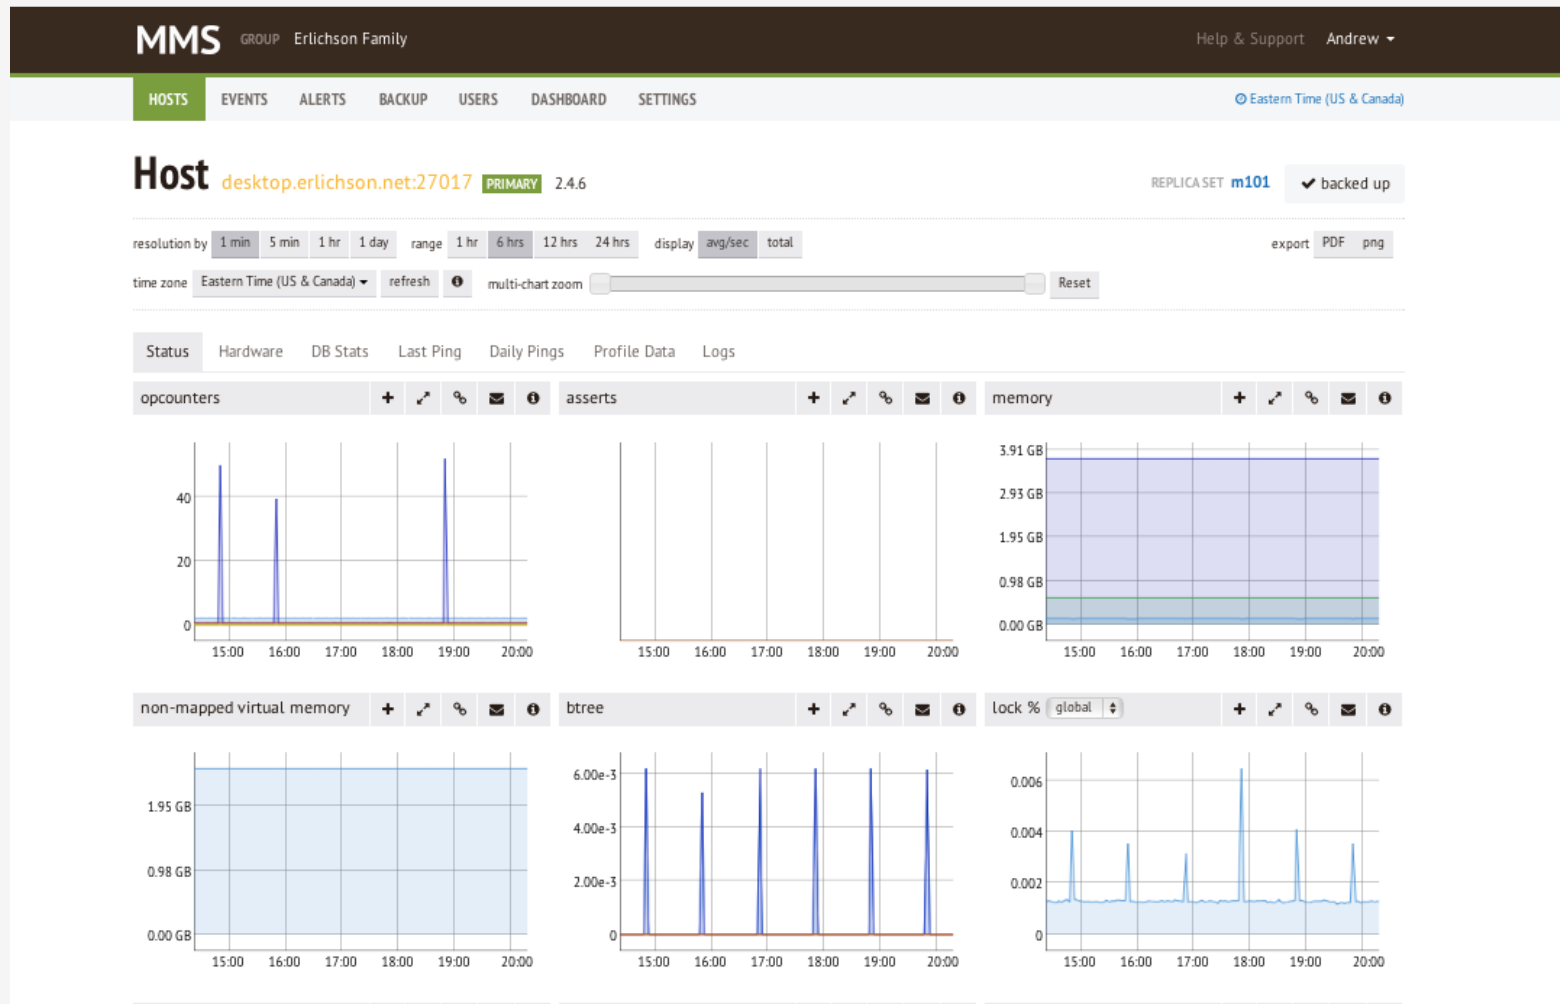 MMS GROUP Erlichson Family Help & Support Andrew
HOSTS EVENTS ALERTS BACKUP USERS DASHBOARD SETTINGS Eastern Time (US & Canada)
Host desktop.erlichson.net:27017 PRIMARY 2.4.6 REPLICA SET m101 backed up
resolution by 1 min 5 min 1 hr 1 day range 1 hr 6 hrs 12 hrs 24 hrs display avg/sec total export PDF png
time zone Eastern Time (US & Canada) refresh multi-chart zoom Reset
Status Hardware DB Stats Last Ping Daily Pings Profile Data Logs
opcounters
40
20
0
15:00 16:00 17:00 18:00 19:00 20:00
asserts
15:00 16:00 17:00 18:00 19:00 20:00
memory
3.91 GB
2.93 GB
1.95 GB
0.98 GB
0.00 GB
15:00 16:00 17:00 18:00 19:00 20:00
non-mapped virtual memory
1.95 GB
0.98 GB
0.00 GB
15:00 16:00 17:00 18:00 19:00 20:00
btree
6.00e-3
4.00e-3
2.00e-3
0
15:00 16:00 17:00 18:00 19:00 20:00
lock % global
0.006
0.004
0.002
0
15:00 16:00 17:00 18:00 19:00 20:00